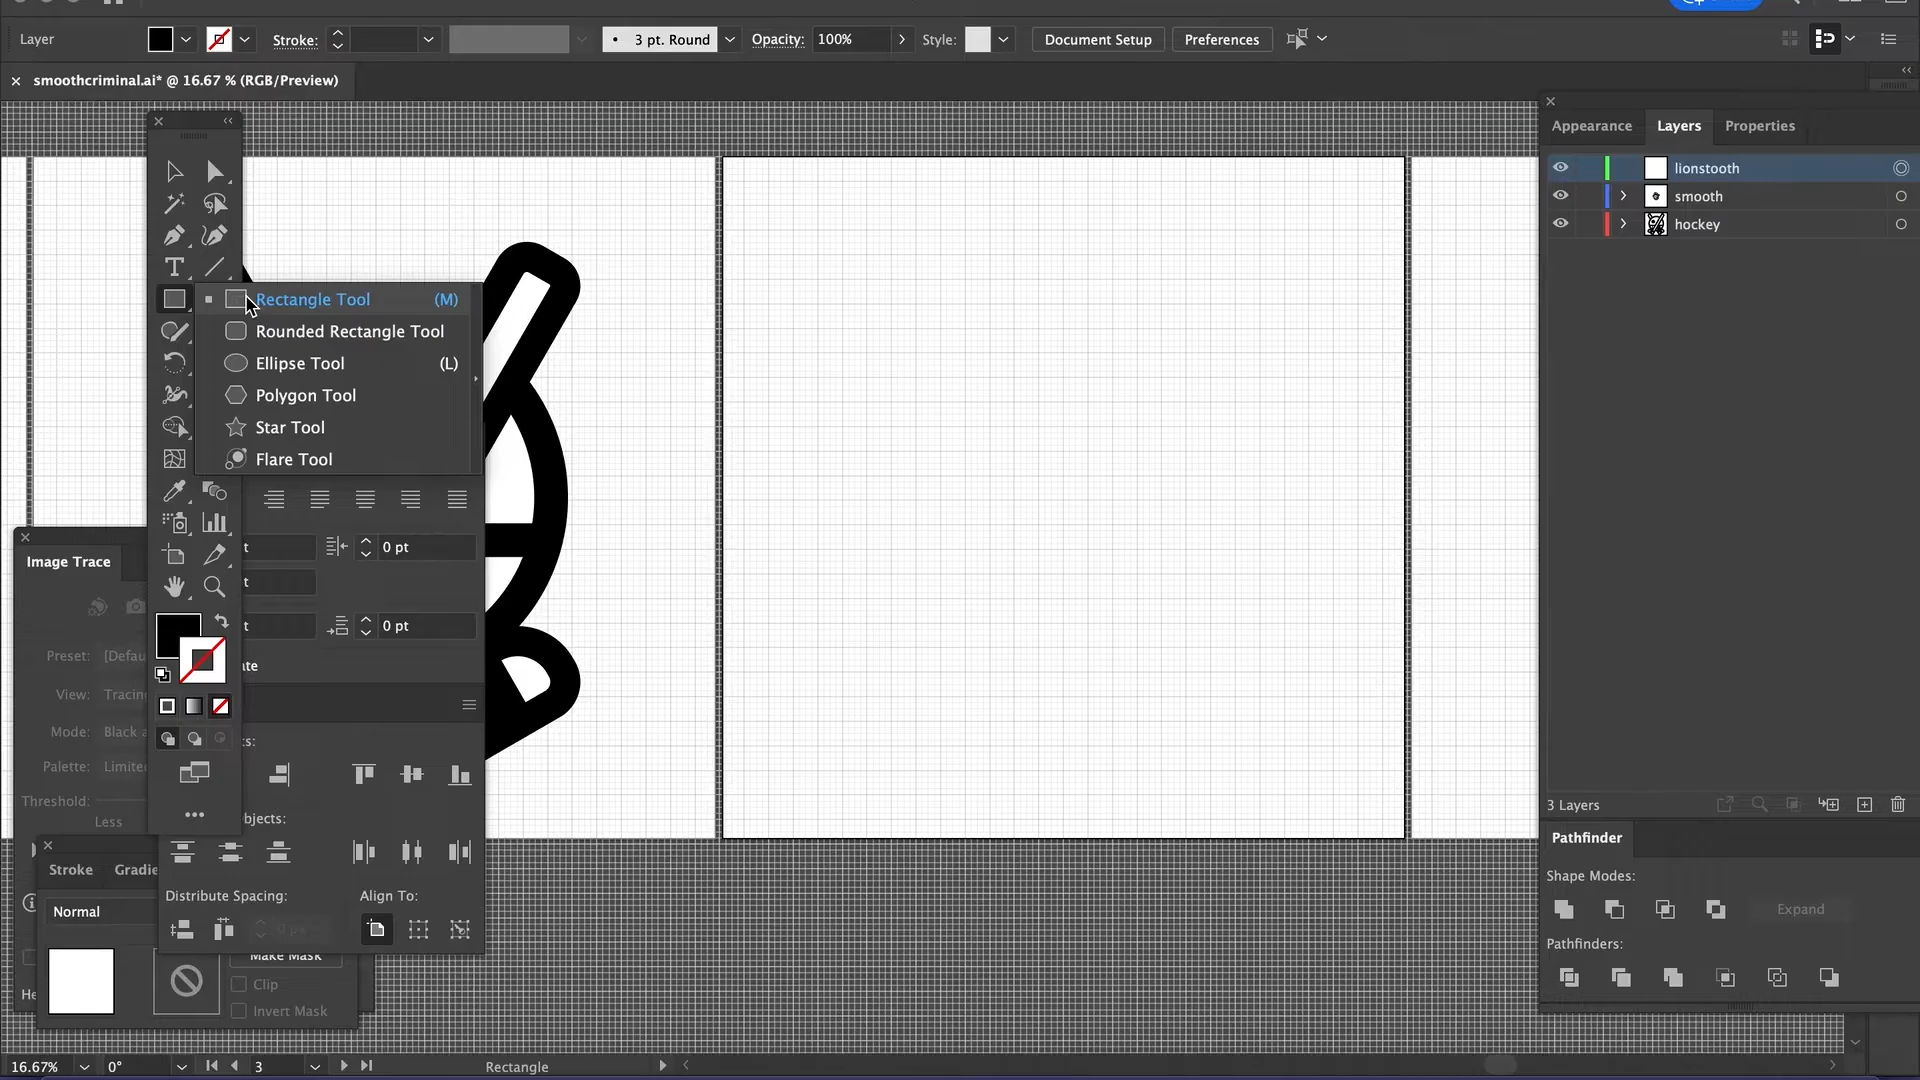 Layer
Stroke:
3 pt. Round
Opacity:
100%
Style:
Document Setup
Preferences
smoothcriminal.ai* @ 16.67 % (RGB/Preview)
Appearance
Layers
Properties
lionstooth
smooth
hockey
Rectangle Tool (M)
Rounded Rectangle Tool
Ellipse Tool (L)
Polygon Tool
Star Tool
Flare Tool
0 pt
Image Trace
0 pt
Preset: [Defau
View: Tracin
Mode: Black a
Palette: Limite
Threshold:
Less
bjects:
3 Layers
Pathfinder
Shape Modes:
Expand
Pathfinders:
Stroke
Gradie
Normal
Distribute Spacing:
Align To:
0 pt
Make Mask
Clip
Invert Mask
He
16.67%
0°
3
Rectangle